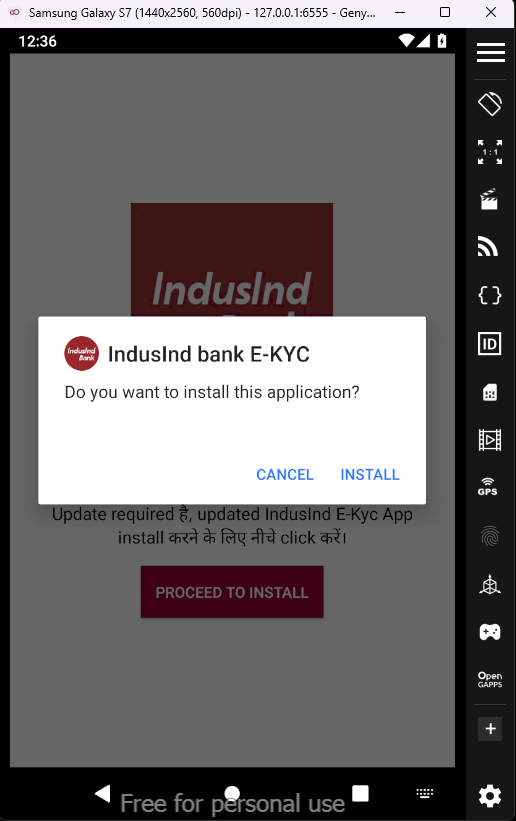 Samsung Galaxy S7 (1440x2560, 560dpi) - 127.0.0.1:6555 - Geny...
12:36
1 : 1
IndusInd
IndusInd
Bank
IndusInd bank E-KYC
Do you want to install this application?
CANCEL
INSTALL
Update required है, updated IndusInd E-Kyc App
install करने के लिए नीचे click करें।
PROCEED TO INSTALL
ID
GPS
Open
GAPPS
Free for personal use